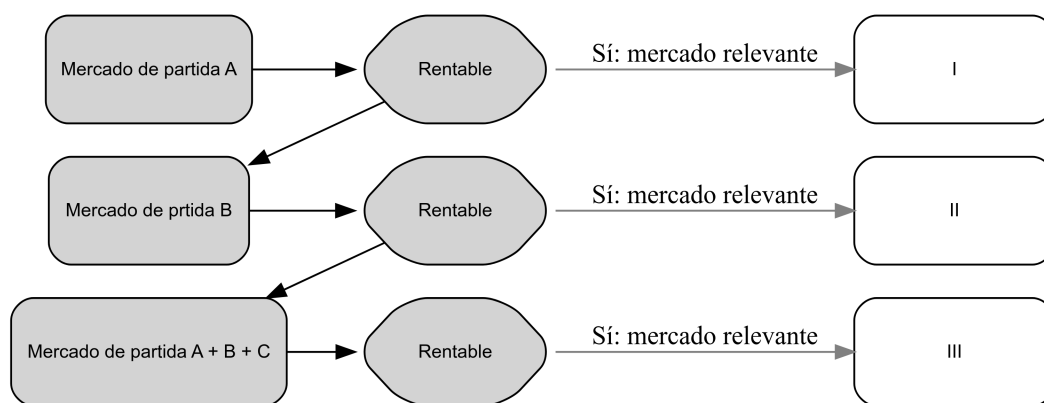 Mercado de partida A
Rentable
Sí: mercado relevante
I
Mercado de prtida B
Rentable
Sí: mercado relevante
II
Mercado de partida A + B + C
Rentable
Sí: mercado relevante
III